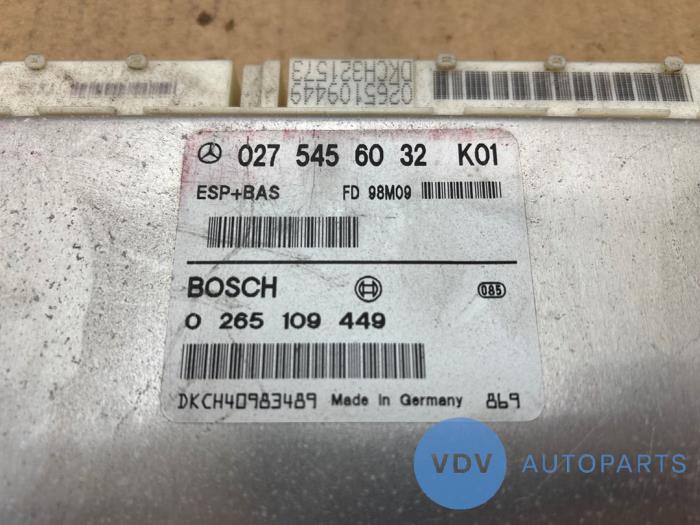 0265109449
DKCH321573
027 545 60 32 K01
ESP+BAS FD 98M09
BOSCH 085
0 265 109 449
DKCH40983489 Made in Germany 869
VDV AUTOPARTS